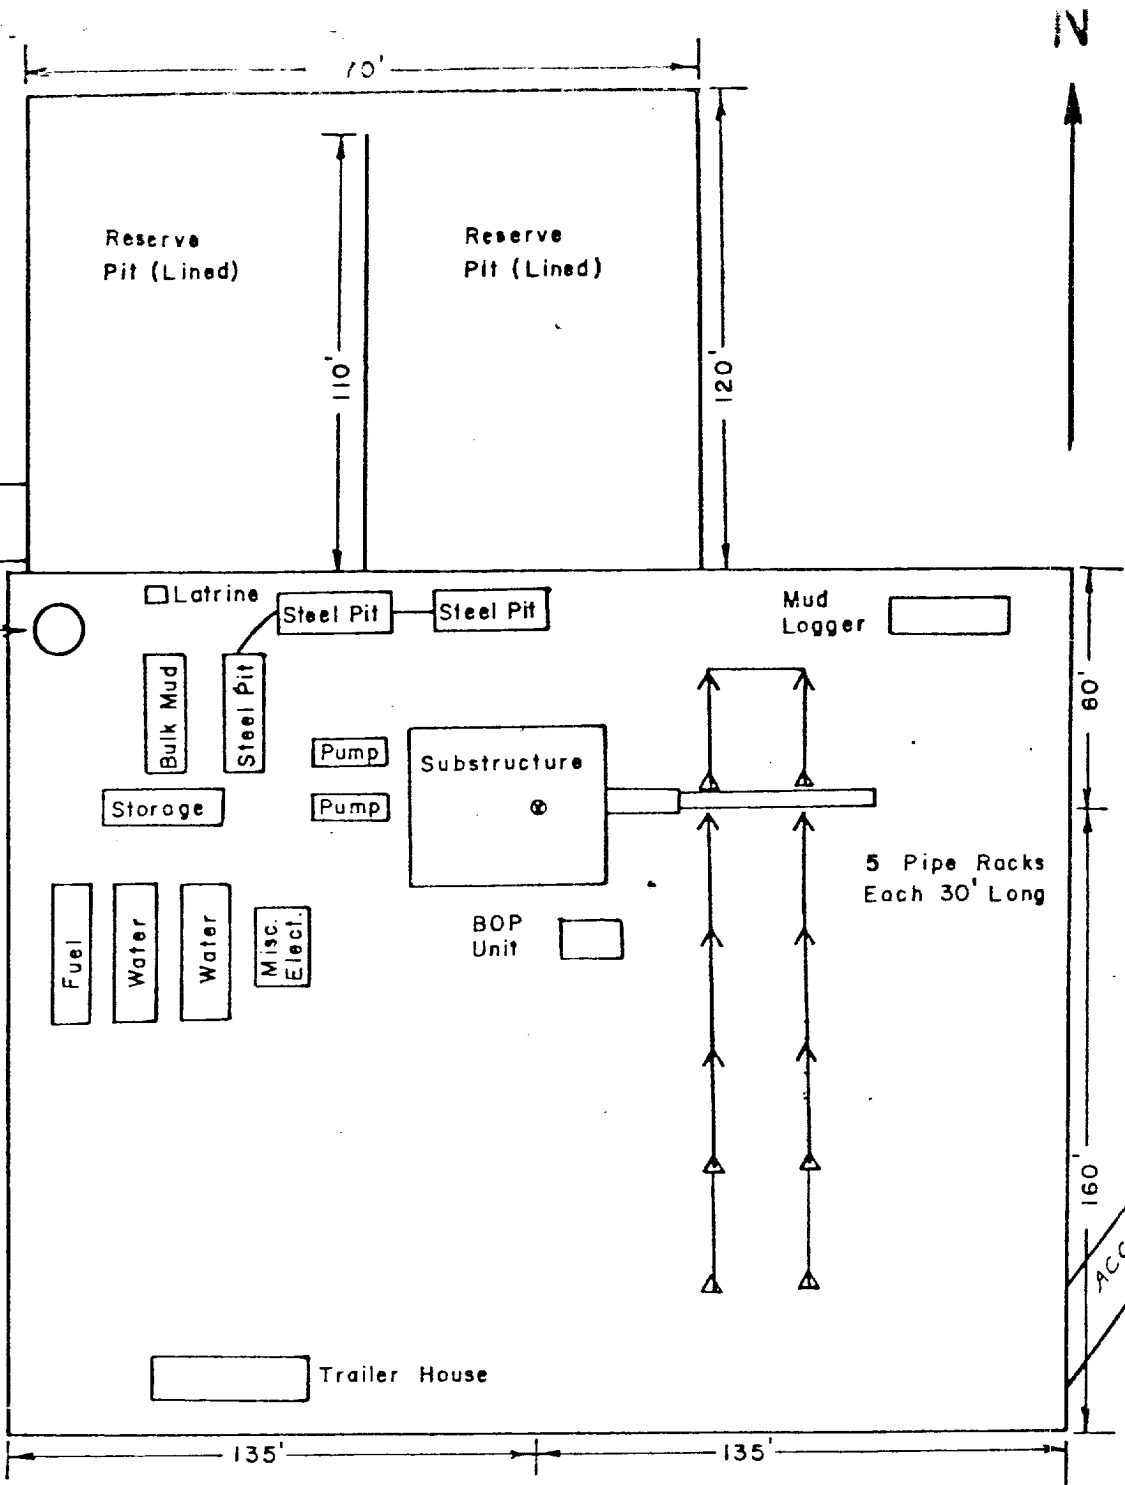 N
70'
Reserve
Pit (Lined)
Reserve
Pit (Lined)
110'
120'
Latrine
Steel Pit
Steel Pit
Mud
Logger
Bulk Mud
Steel Pit
80'
Pump
Substructure
Storage
Pump
5 Pipe Racks
Each 30' Long
BOP
Unit
Fuel
Water
Water
Misc.
Elect.
160'
Trailer House
135'
135'